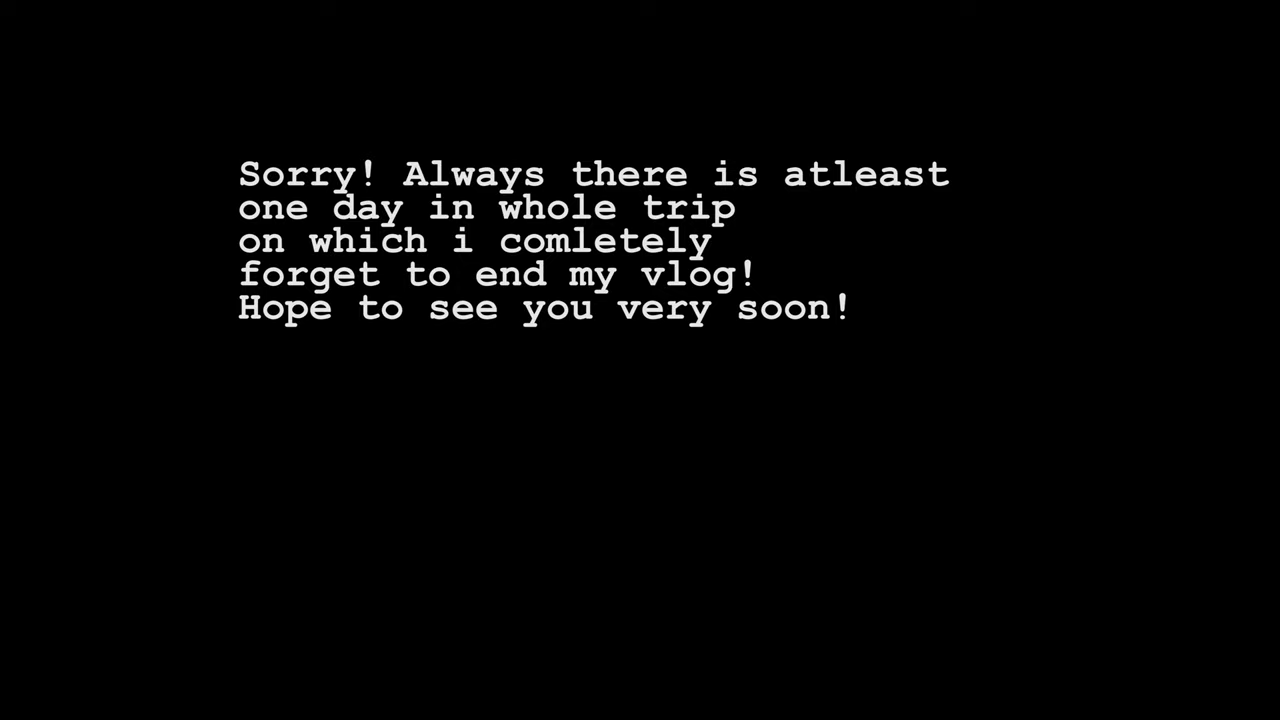 Sorry! Always there is atleast
one day in whole trip
on which i comletely
forget to end my vlog!
Hope to see you very soon!